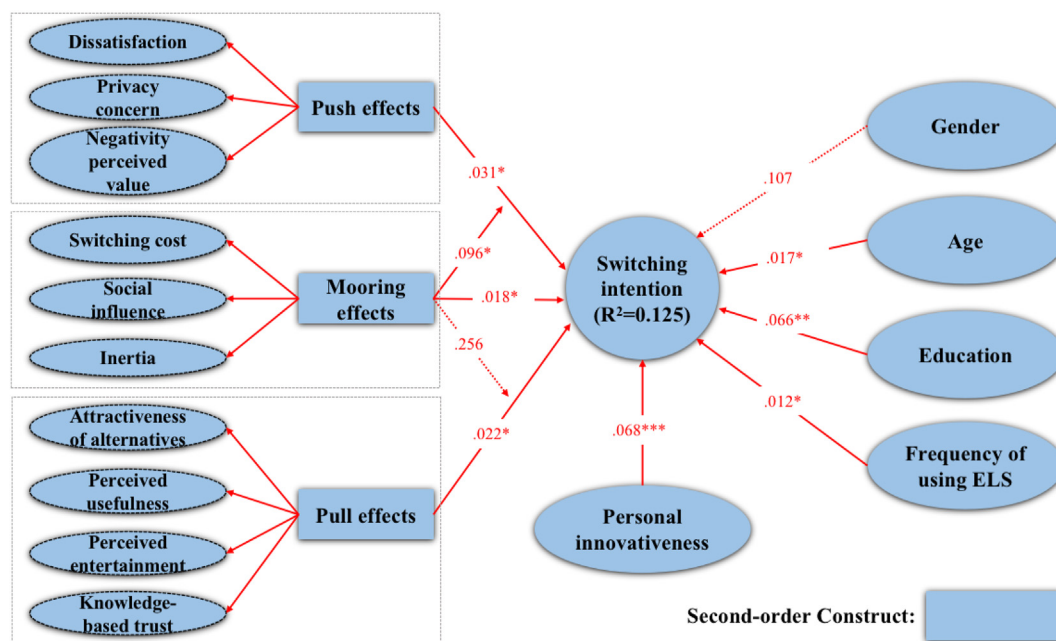 Dissatisfaction
Privacy
concern
Negativity
perceived
value
Push effects
.031*
Switching cost
Social
influence
Inertia
Mooring
effects
.096*
.018*
.256
Attractiveness
of alternatives
Perceived
usefulness
Perceived
entertainment
Knowledge-
based trust
Pull effects
.022*
Switching
intention
(R²=0.125)
.068***
Personal
innovativeness
Gender
.107
Age
.017*
Education
.066**
Frequency of
using ELS
.012*
Second-order Construct: